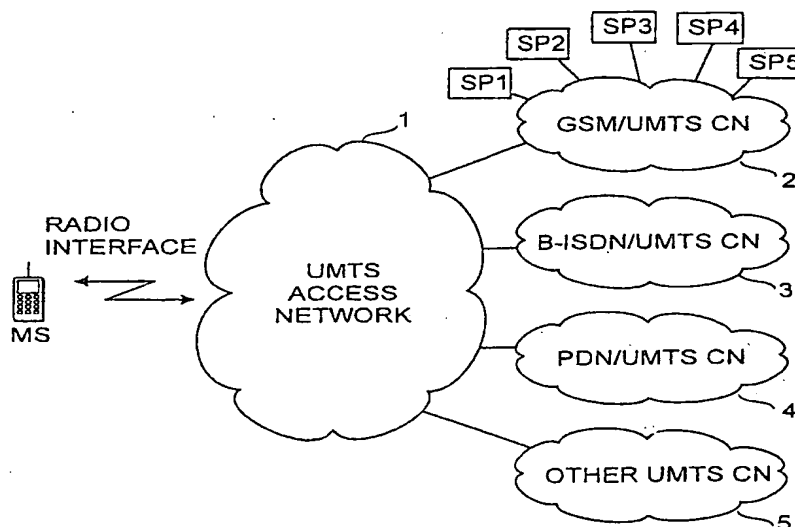 SP1
SP2
SP3
SP4
SP5
GSM/UMTS CN
1
2
RADIO
INTERFACE
B-ISDN/UMTS CN
UMTS
ACCESS
NETWORK
3
MS
PDN/UMTS CN
4
OTHER UMTS CN
5